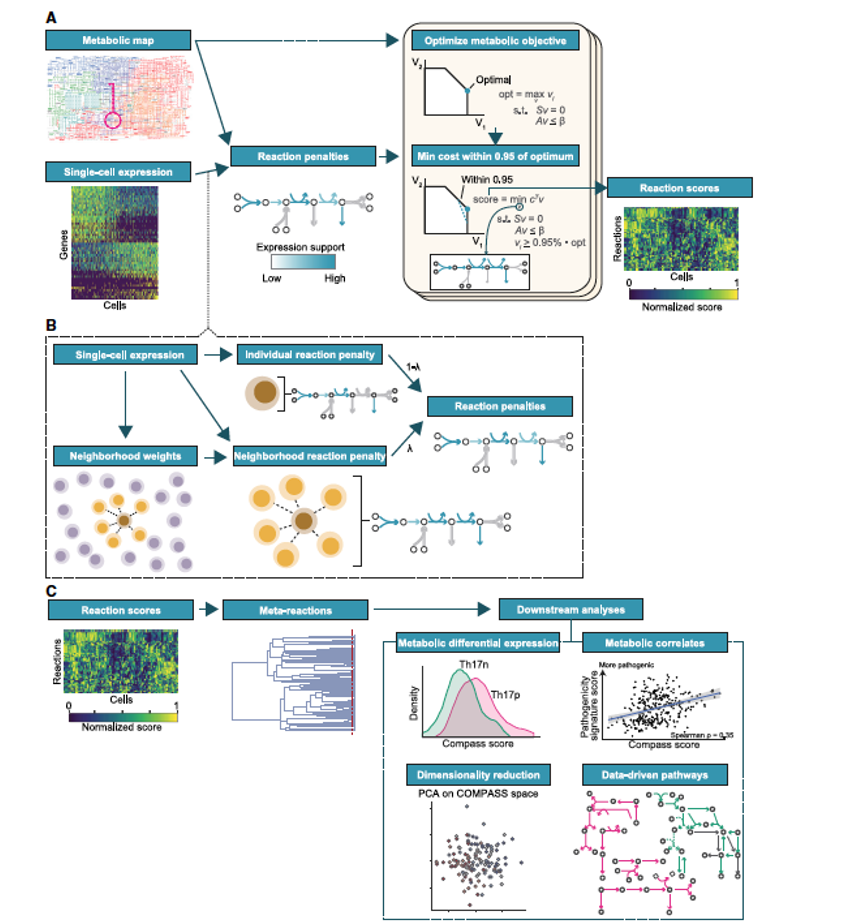 A
Metabolic map
Optimize metabolic objective
V2
Optimal
opt = max vr
v
s.t. Sv = 0
Av ≤ β
V1
Single-cell expression
Reaction penalties
Min cost within 0.95 of optimum
Genes
Cells
Expression support
Low High
V2
Within 0.95
score = min cᵀv
s.t. Sv = 0
Av ≤ β
V1
≥ 0.95% • opt
Reaction scores
Reactions
Cells
0 1
Normalized score
B
Single-cell expression
Individual reaction penalty
1-λ
Reaction penalties
Neighborhood weights
Neighborhood reaction penalty
λ
C
Reaction scores
Meta-reactions
Downstream analyses
Reactions
Cells
0 1
Normalized score
Metabolic differential expression
Th17n
Th17p
Density
Compass score
Metabolic correlates
More pathogenic
Pathogenicity
signature score
Spearman ρ = 0.35
Compass score
Dimensionality reduction
PCA on COMPASS space
Data-driven pathways